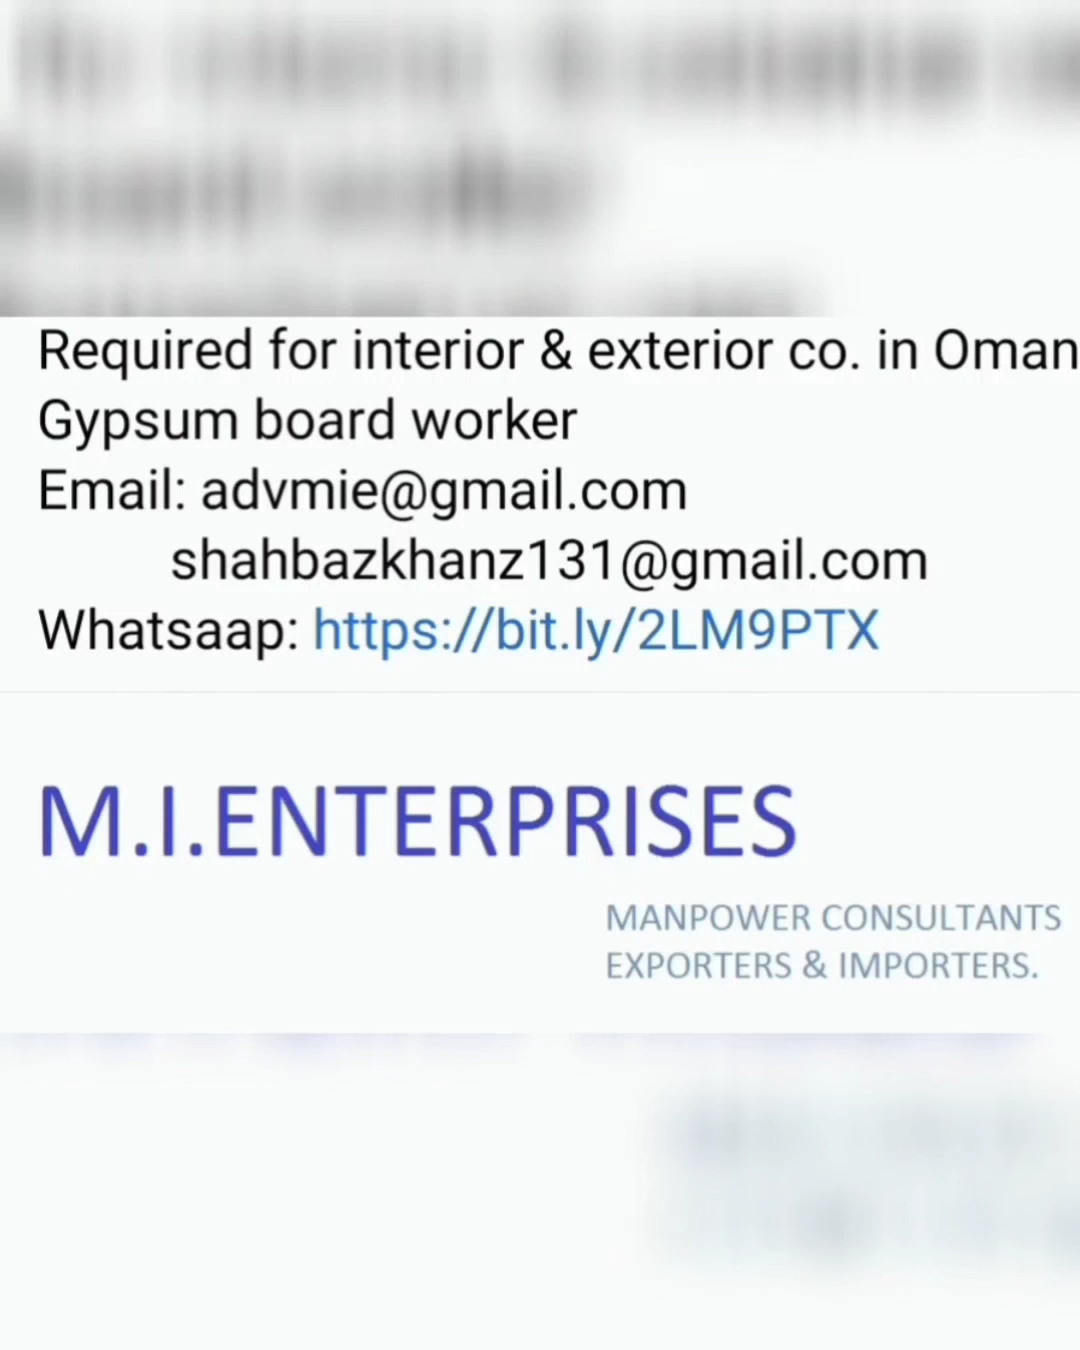 Required for interior & exterior co. in Oman
Gypsum board worker
Email: advmie@gmail.com
shahbazkhanz131@gmail.com
Whatsaap: https://bit.ly/2LM9PTX
M.I.ENTERPRISES
MANPOWER CONSULTANTS
EXPORTERS & IMPORTERS.